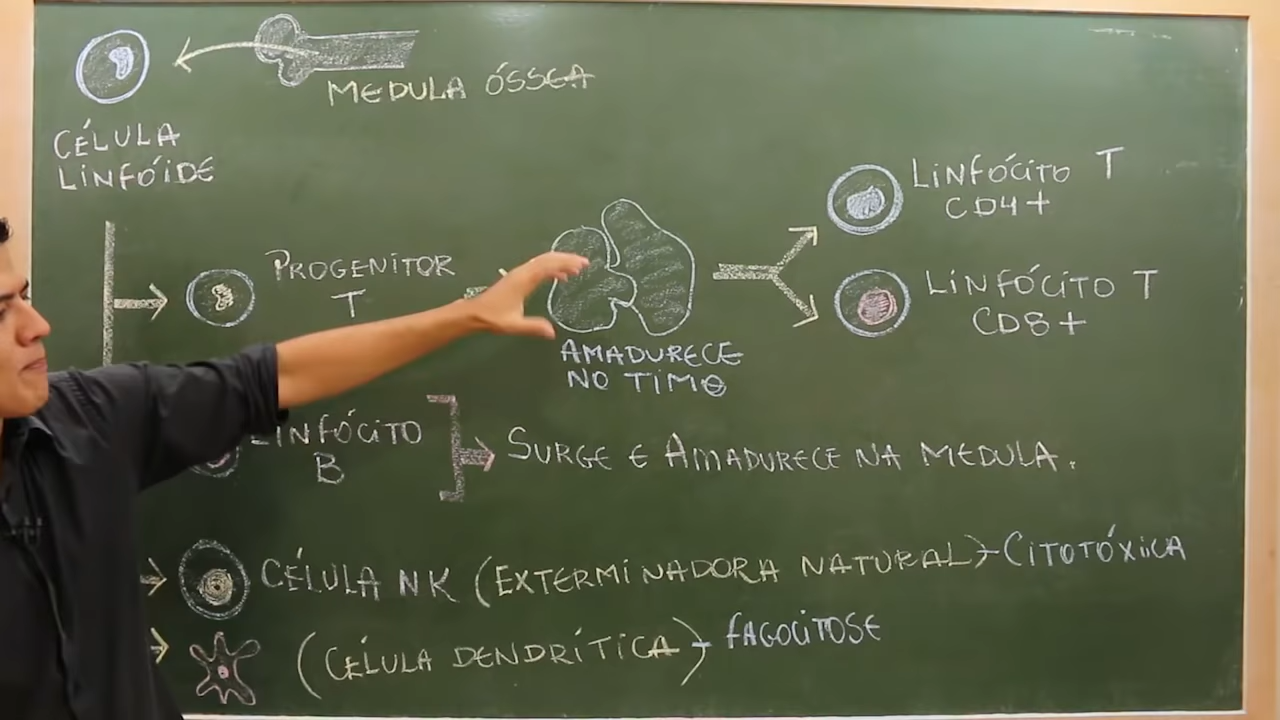 MEDULA ÓSSEA
CÉLULA
LINFÓIDE
PROGENITOR
T
AMADURECE
NO TIMO
LINFÓCITO T
CD4+
LINFÓCITO T
CD8+
LINFÓCITO
B
SURGE E AMADURECE NA MEDULA.
CÉLULA NK (EXTERMINADORA NATURAL)-CITOTÓXICA
(CÉLULA DENDRÍTICA)-FAGOCITOSE